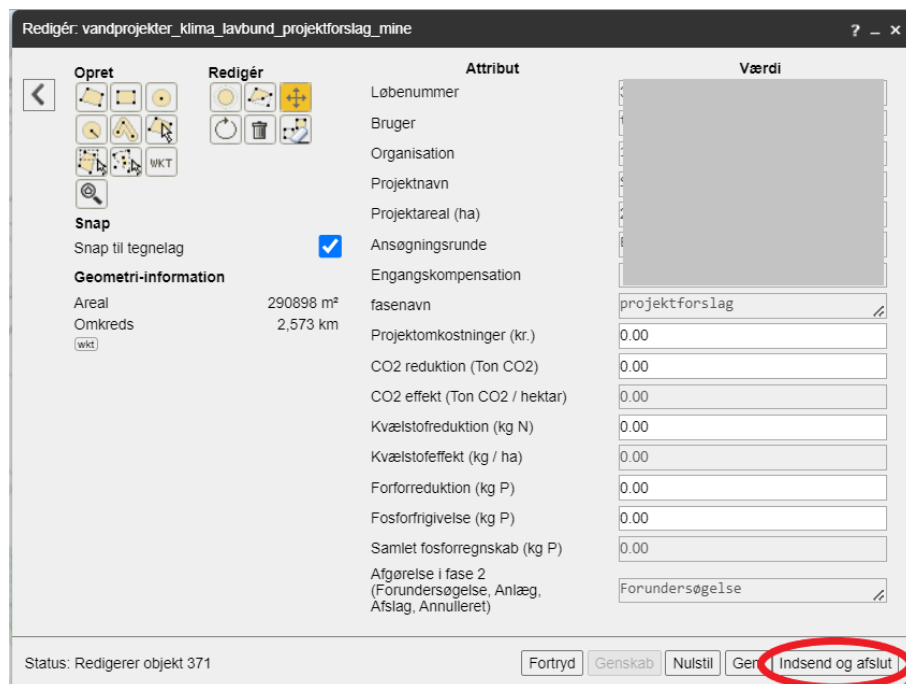 Redigér: vandprojekter_klima_lavbund_projektforslag_mine
? _ x
Opret
Redigér
WKT
Snap
Snap til tegnelag
Geometri-information
Areal 290898 m²
Omkreds 2,573 km
wkt
Attribut Værdi
Løbenummer
Bruger
Organisation
Projektnavn
Projektareal (ha)
Ansøgningsrunde
Engangskompensation
fasenavn projektforslag
Projektomkostninger (kr.) 0.00
CO2 reduktion (Ton CO2) 0.00
CO2 effekt (Ton CO2 / hektar) 0.00
Kvælstofreduktion (kg N) 0.00
Kvælstofeffekt (kg / ha) 0.00
Forforreduktion (kg P) 0.00
Fosforfrigivelse (kg P) 0.00
Samlet fosforregnskab (kg P) 0.00
Afgørelse i fase 2
(Forundersøgelse, Anlæg, Forundersøgelse
Afslag, Annulleret)
Status: Redigerer objekt 371 Fortryd Genskab Nulstil Indsend og afslut